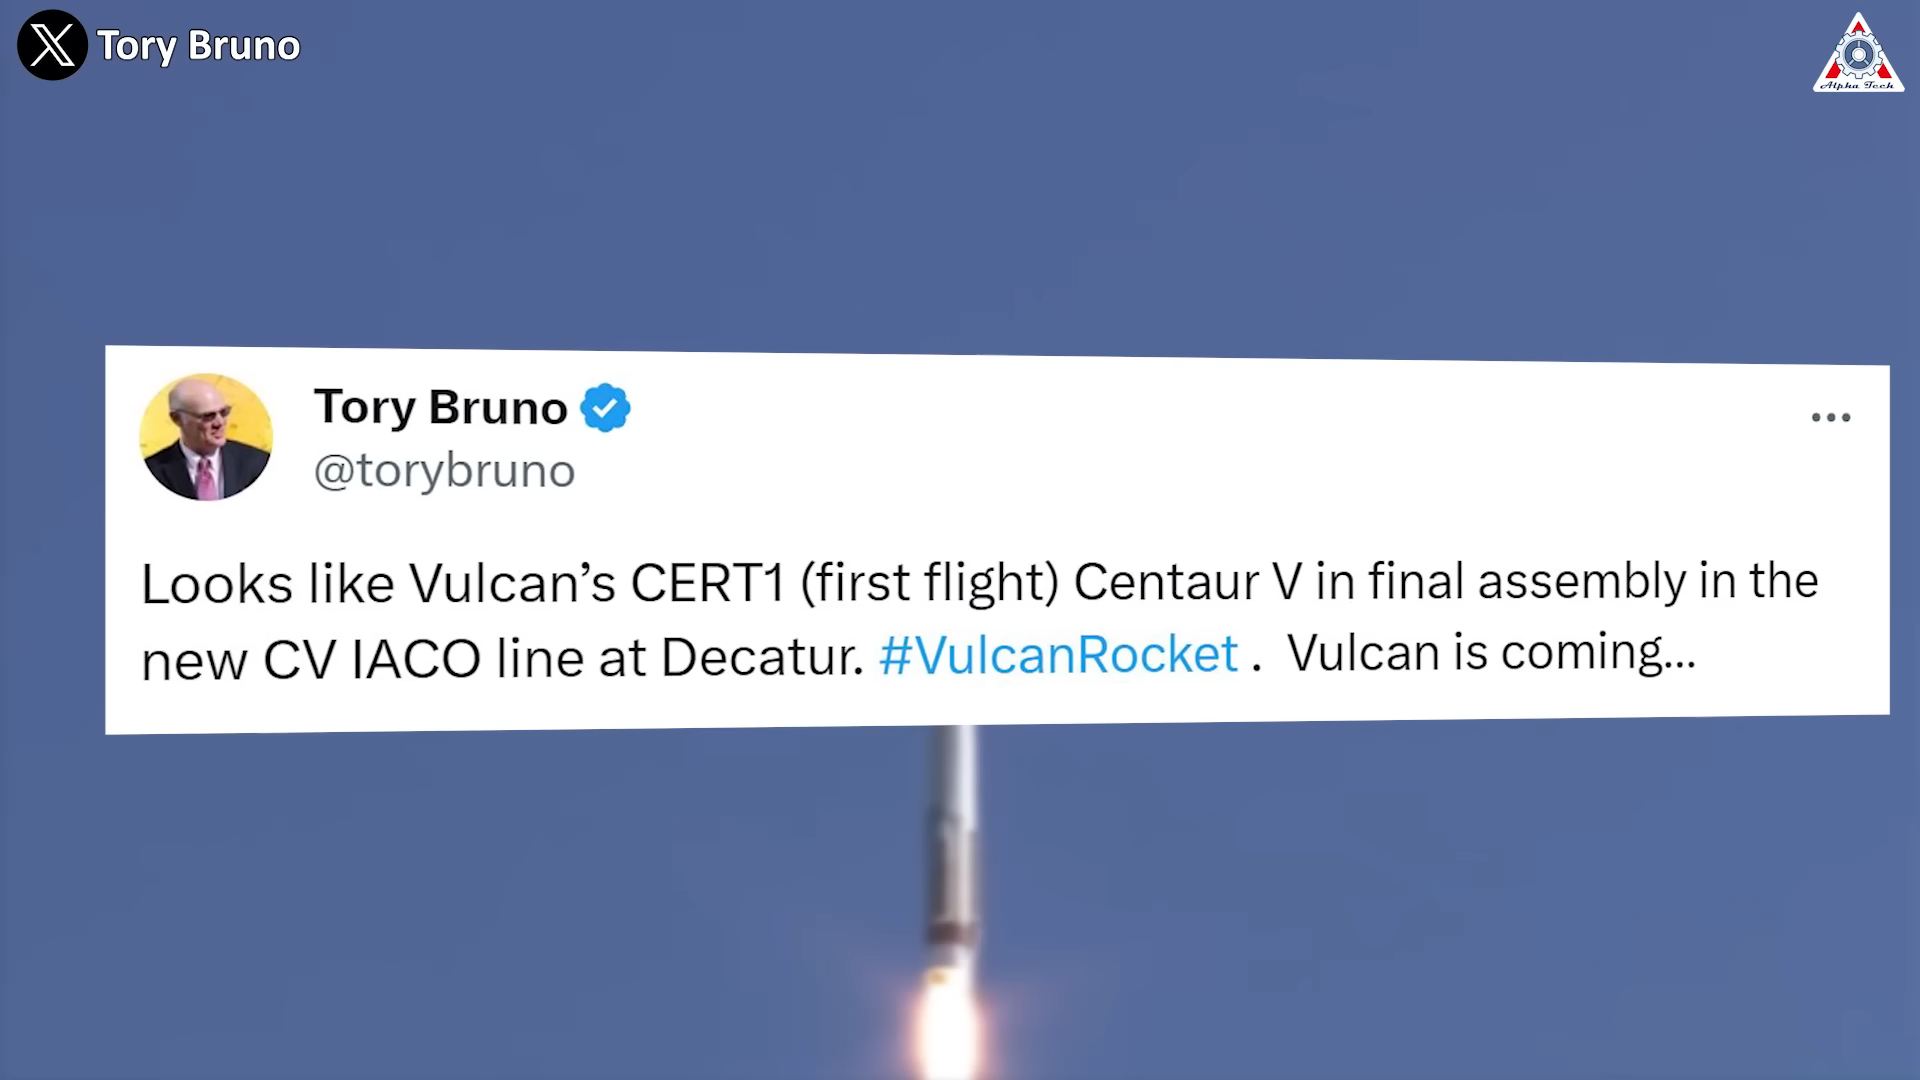 Tory Bruno
Alpha Tech
Tory Bruno
@torybruno
Looks like Vulcan’s CERT1 (first flight) Centaur V in final assembly in the
new CV IACO line at Decatur. #VulcanRocket .  Vulcan is coming...